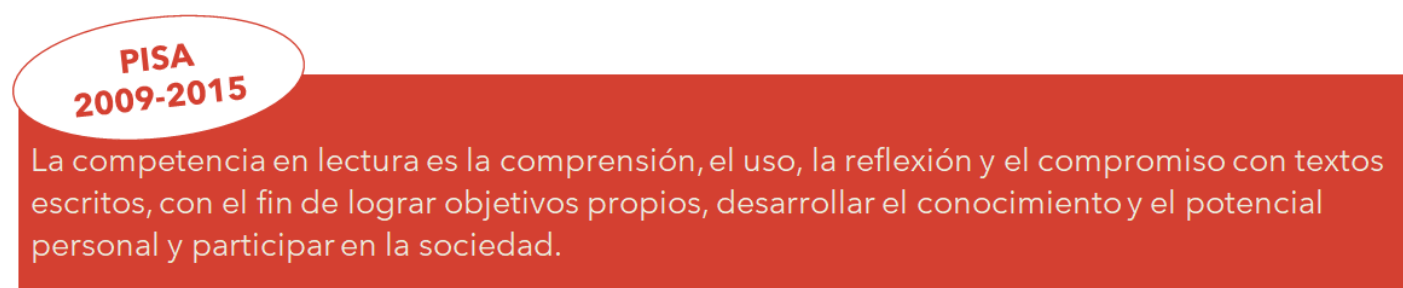 PISA
2009-2015
La competencia en lectura es la comprensión, el uso, la reflexión y el compromiso con textos
escritos, con el fin de lograr objetivos propios, desarrollar el conocimiento y el potencial
personal y participar en la sociedad.